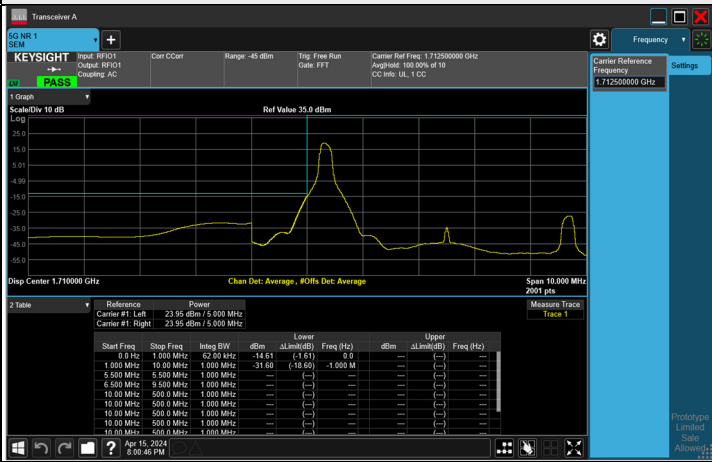 Transceiver A
5G NR 1
SEM
+
Frequency
KEYSIGHT
Input: RFIO1
Output: RFIO1
Coupling: AC
Corr CCorr
Range: -45 dBm
Trig: Free Run
Gate: FFT
Carrier Ref Freq: 1.712500000 GHz
Avg|Hold: 100.00% of 10
CC Info: UL, 1 CC
PASS
Carrier Reference
Frequency
1.712500000 GHz
Settings
1 Graph
Scale/Div 10 dB
Ref Value 35.0 dBm
Log
25.0
15.0
5.01
-4.99
-15.0
-25.0
-35.0
-45.0
-55.0
Disp Center 1.710000 GHz
Chan Det: Average, #Offs Det: Average
Span 10.000 MHz
2001 pts
2 Table
Reference Power
Carrier #1: Left 23.95 dBm / 5.000 MHz
Carrier #1: Right 23.95 dBm / 5.000 MHz
Measure Trace
Trace 1
Lower Upper
Start Freq Stop Freq Integ BW dBm ΔLimit(dB) Freq (Hz) dBm ΔLimit(dB) Freq (Hz)
0.0 Hz 1.000 MHz 62.00 kHz -14.61 (-1.61) 0.0 --- (---) ---
1.000 MHz 10.00 MHz 1.000 MHz -31.60 (-18.60) -1.000 M --- (---) ---
5.500 MHz 5.500 MHz 1.000 MHz --- (---) --- --- (---) ---
6.500 MHz 9.500 MHz 1.000 MHz --- (---) --- --- (---) ---
10.00 MHz 500.0 MHz 1.000 MHz --- (---) --- --- (---) ---
10.00 MHz 500.0 MHz 1.000 MHz --- (---) --- --- (---) ---
10.00 MHz 500.0 MHz 1.000 MHz --- (---) --- --- (---) ---
10.00 MHz 500.0 MHz 1.000 MHz --- (---) --- --- (---) ---
Prototype
Limited
Sale
Allowed
?
Apr 15, 2024
8:00:46 PM